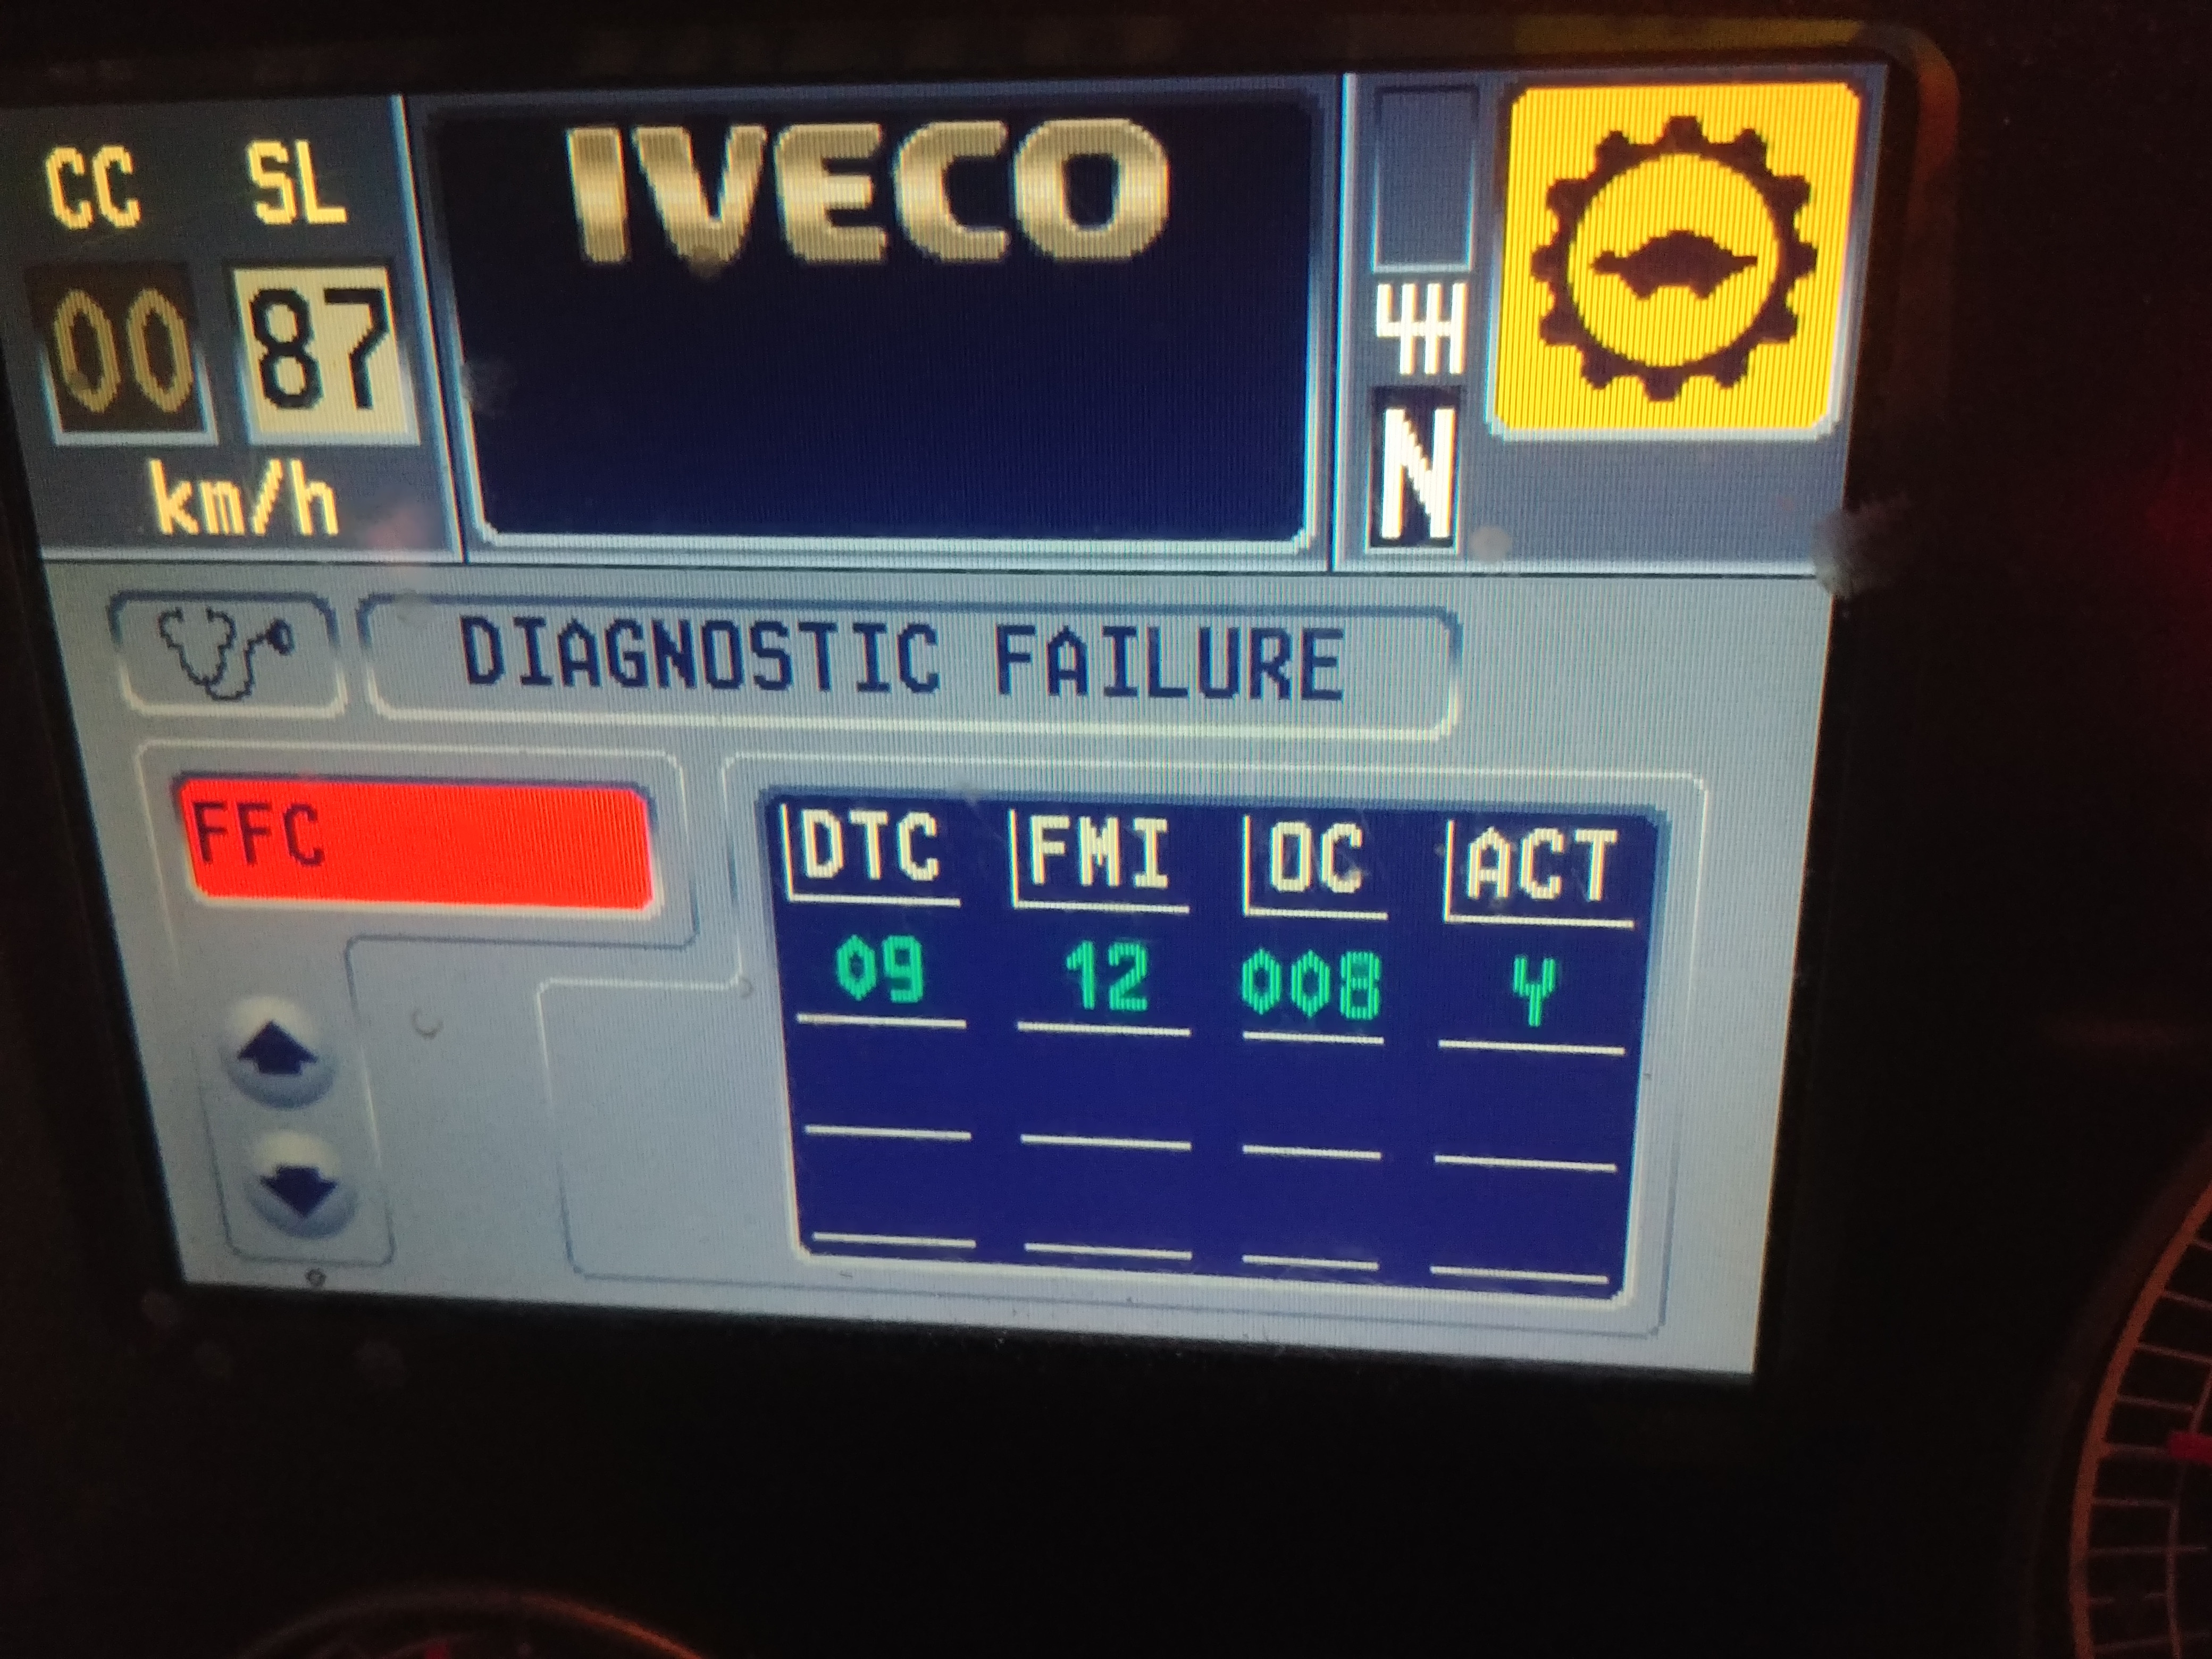 CC SL
00 87
km/h
IVECO
N
DIAGNOSTIC FAILURE
FFC
DTC FMI OC ACT
09 12 008 Y